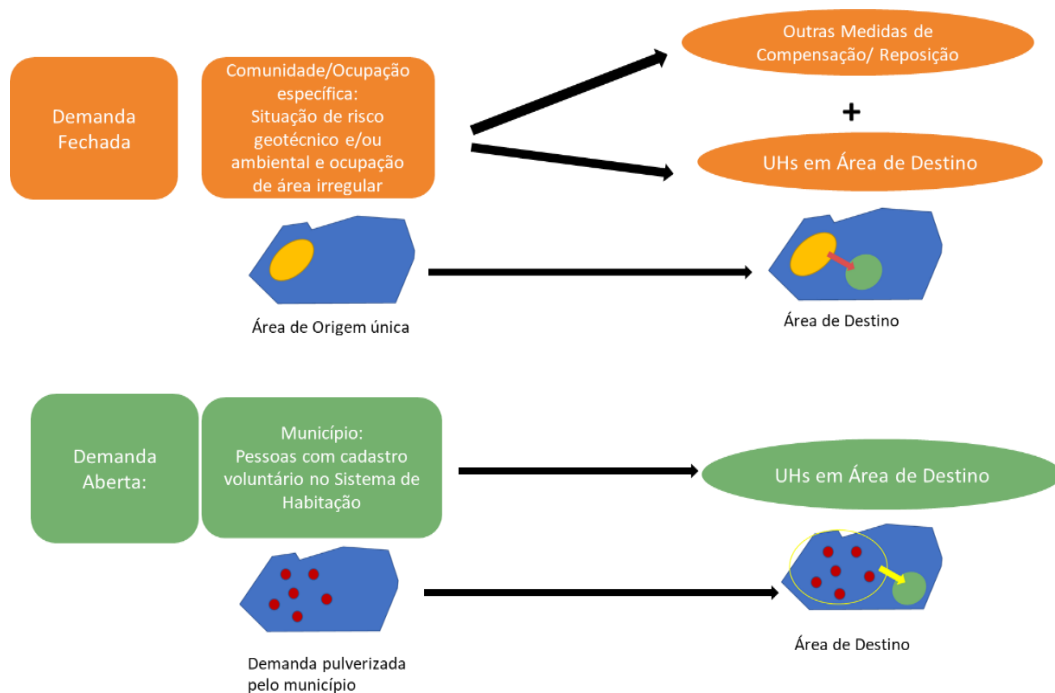 Demanda
Fechada
Comunidade/Ocupação
específica:
Situação de risco
geotécnico e/ou
ambiental e ocupação
de área irregular
Outras Medidas de
Compensação/ Reposição
+
UHs em Área de Destino
Área de Origem única
Área de Destino
Demanda
Aberta:
Município:
Pessoas com cadastro
voluntário no Sistema de
Habitação
UHs em Área de Destino
Demanda pulverizada
pelo município
Área de Destino